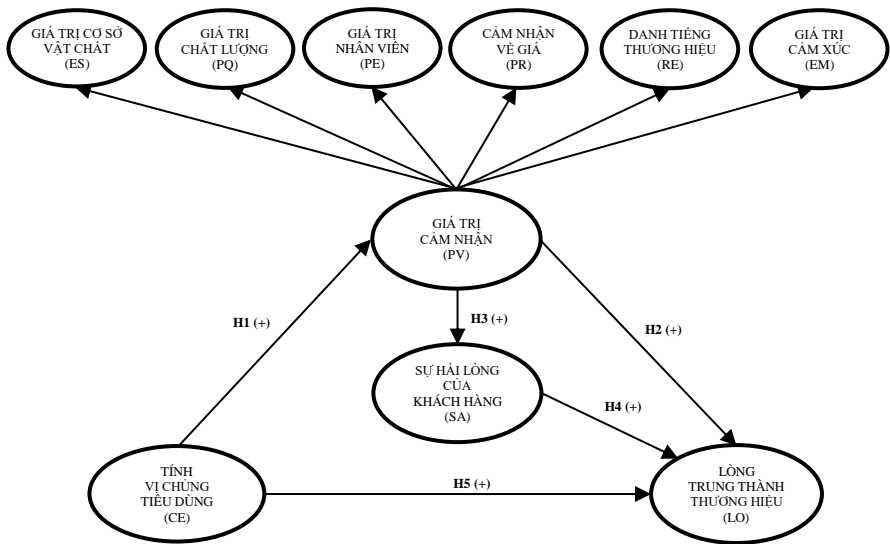 GIÁ TRỊ CƠ SỞ
VẬT CHẤT
(ES)
GIÁ TRỊ
CHẤT LƯỢNG
(PQ)
GIÁ TRỊ
NHÂN VIÊN
(PE)
CẢM NHẬN
VỀ GIÁ
(PR)
DANH TIẾNG
THƯƠNG HIỆU
(RE)
GIÁ TRỊ
CẢM XÚC
(EM)
GIÁ TRỊ
CẢM NHẬN
(PV)
H1 (+)
H3 (+)
H2 (+)
SỰ HÀI LÒNG
CỦA
KHÁCH HÀNG
(SA)
H4 (+)
TÍNH
VỊ CHỦNG
TIÊU DÙNG
(CE)
H5 (+)
LÒNG
TRUNG THÀNH
THƯƠNG HIỆU
(LO)